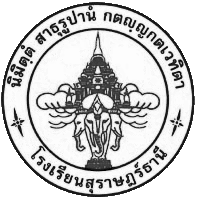 นิมิตฺตํ สาธุรูปานํ กตญฺญูกตเวทิตา
โรงเรียนสุราษฎร์ธานี